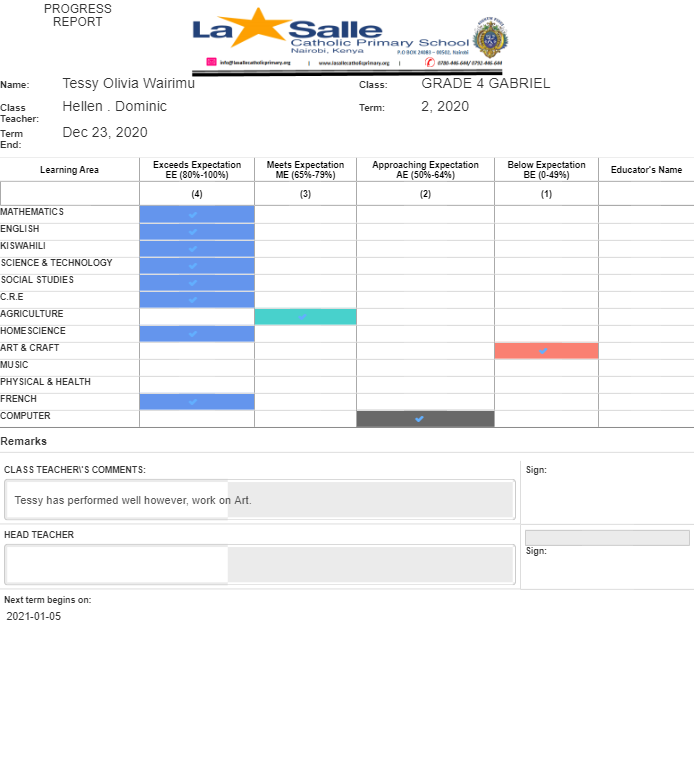 PROGRESS
REPORT
La Salle
Catholic Primary School
Nairobi, Kenya
P.O BOX 24083 – 00502, Nairobi
info@lasallecatholicprimary.org | www.lasallecatholicprimary.org | 0780-446-644/ 0792-446-644
Name: Tessy Olivia Wairimu Class: GRADE 4 GABRIEL
Class Teacher: Hellen . Dominic Term: 2, 2020
Term End: Dec 23, 2020
Learning Area Exceeds Expectation EE (80%-100%) Meets Expectation ME (65%-79%) Approaching Expectation AE (50%-64%) Below Expectation BE (0-49%) Educator's Name
(4) (3) (2) (1)
MATHEMATICS
ENGLISH
KISWAHILI
SCIENCE & TECHNOLOGY
SOCIAL STUDIES
C.R.E
AGRICULTURE
HOMESCIENCE
ART & CRAFT
MUSIC
PHYSICAL & HEALTH
FRENCH
COMPUTER
Remarks
CLASS TEACHER\'S COMMENTS: Sign:
Tessy has performed well however, work on Art.
HEAD TEACHER
Sign:
Next term begins on:
2021-01-05